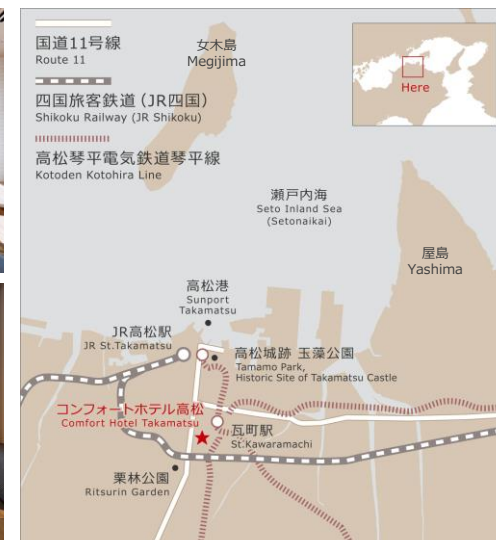 国道11号線
Route 11
四国旅客鉄道（JR四国）
Shikoku Railway (JR Shikoku)
高松琴平電気鉄道琴平線
Kotoden Kotohira Line
女木島
Megijima
Here
瀬戸内海
Seto Inland Sea
(Setonaikai)
屋島
Yashima
高松港
Sunport
Takamatsu
JR高松駅
JR St.Takamatsu
高松城跡 玉藻公園
Tamamo Park,
Historic Site of Takamatsu Castle
コンフォートホテル高松
Comfort Hotel Takamatsu
瓦町駅
St.Kawaramachi
栗林公園
Ritsurin Garden